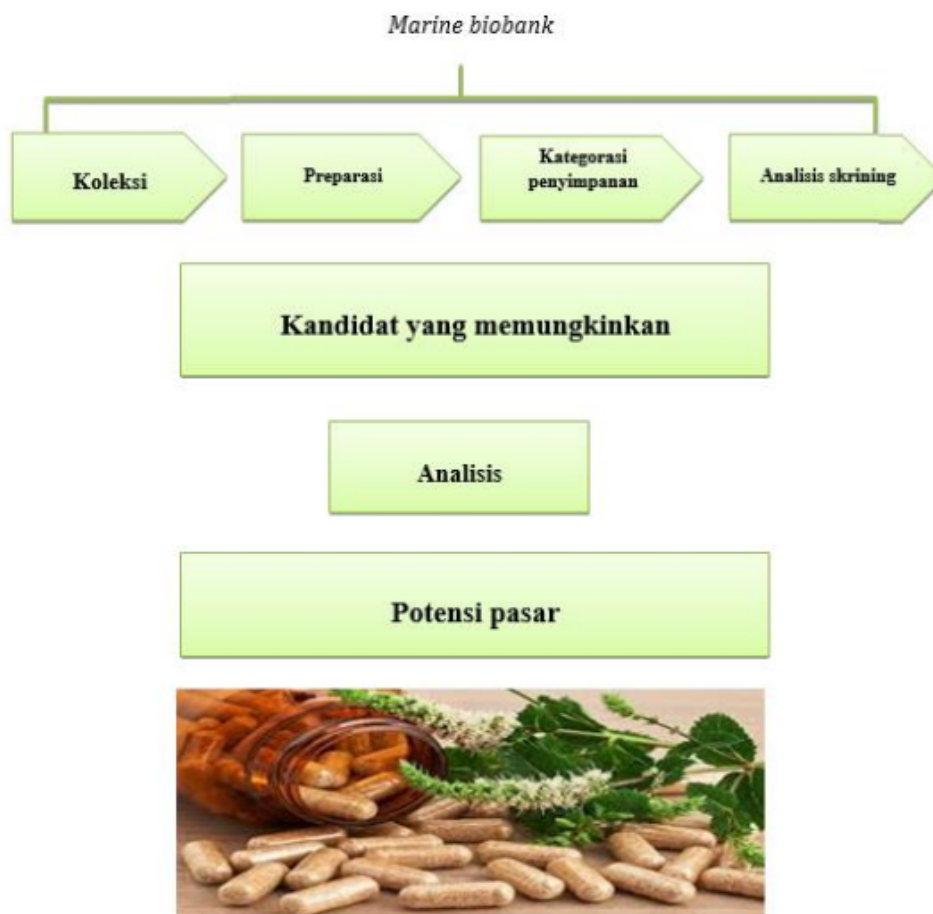 Marine biobank
Koleksi
Preparasi
Kategorasi
penyimpanan
Analisis skrining
Kandidat yang memungkinkan
Analisis
Potensi pasar